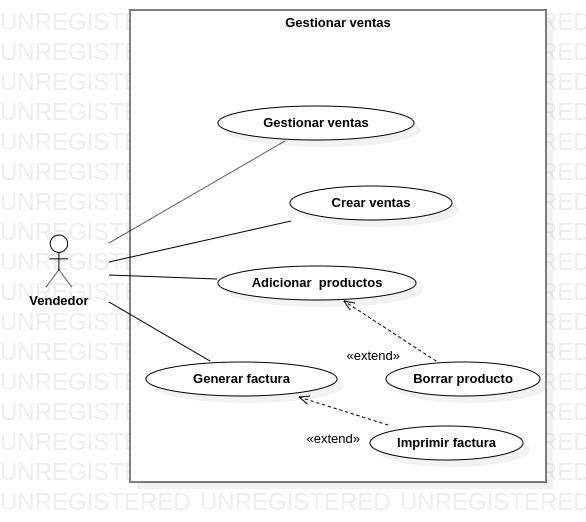 Gestionar ventas
Gestionar ventas
Crear ventas
Vendedor
Adicionar  productos
«extend»
Generar factura
Borrar producto
«extend»
Imprimir factura
UNREGISTERED UNREGISTERED UNREGISTERED